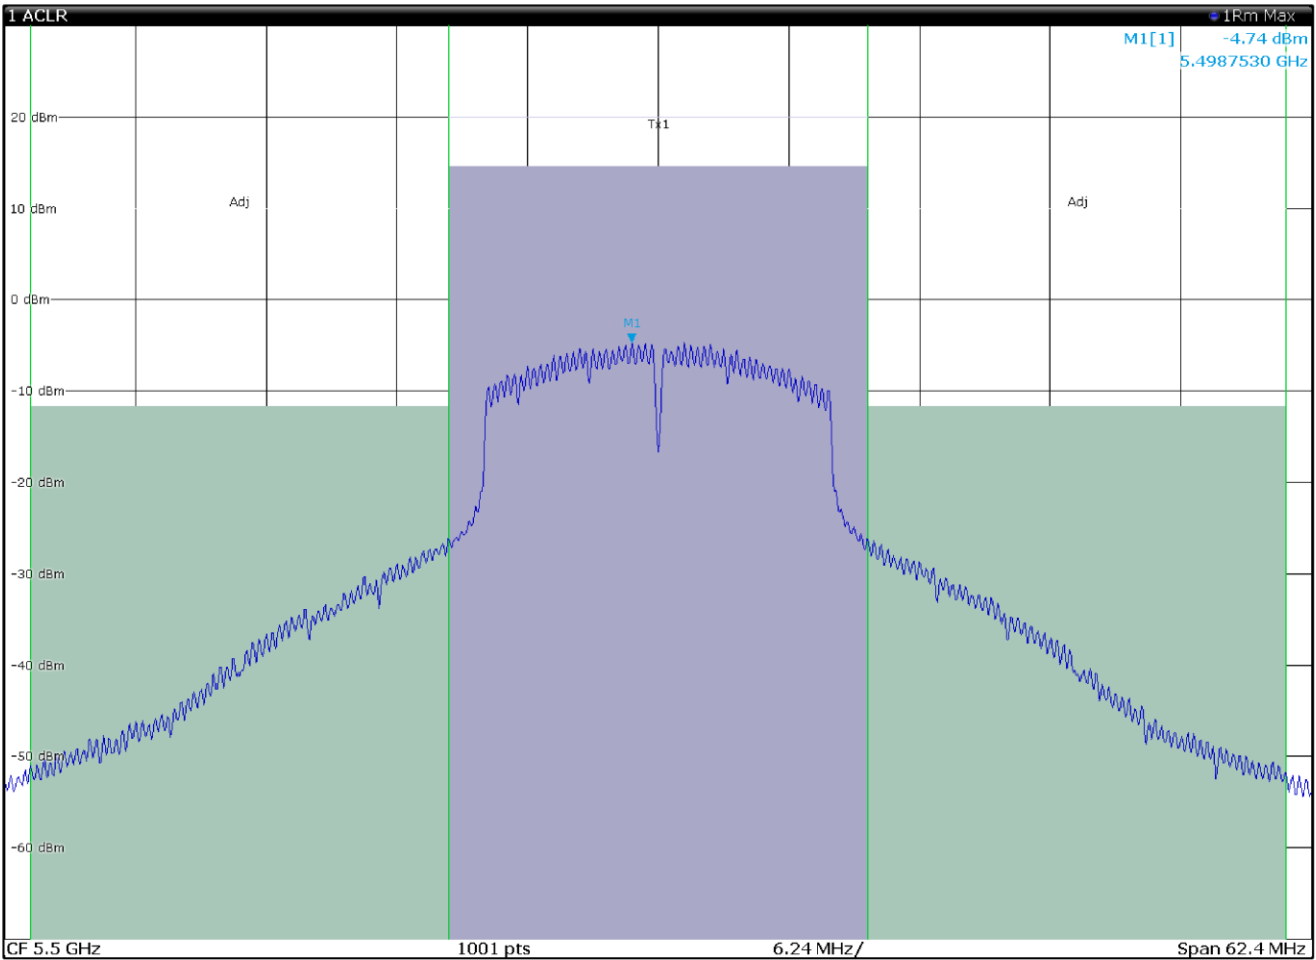 1 ACLR
1Rm Max
M1[1] -4.74 dBm
5.4987530 GHz
20 dBm
Tx1
10 dBm
Adj
Adj
0 dBm
M1
-10 dBm
-20 dBm
-30 dBm
-40 dBm
-50 dBm
-60 dBm
CF 5.5 GHz 1001 pts 6.24 MHz/ Span 62.4 MHz